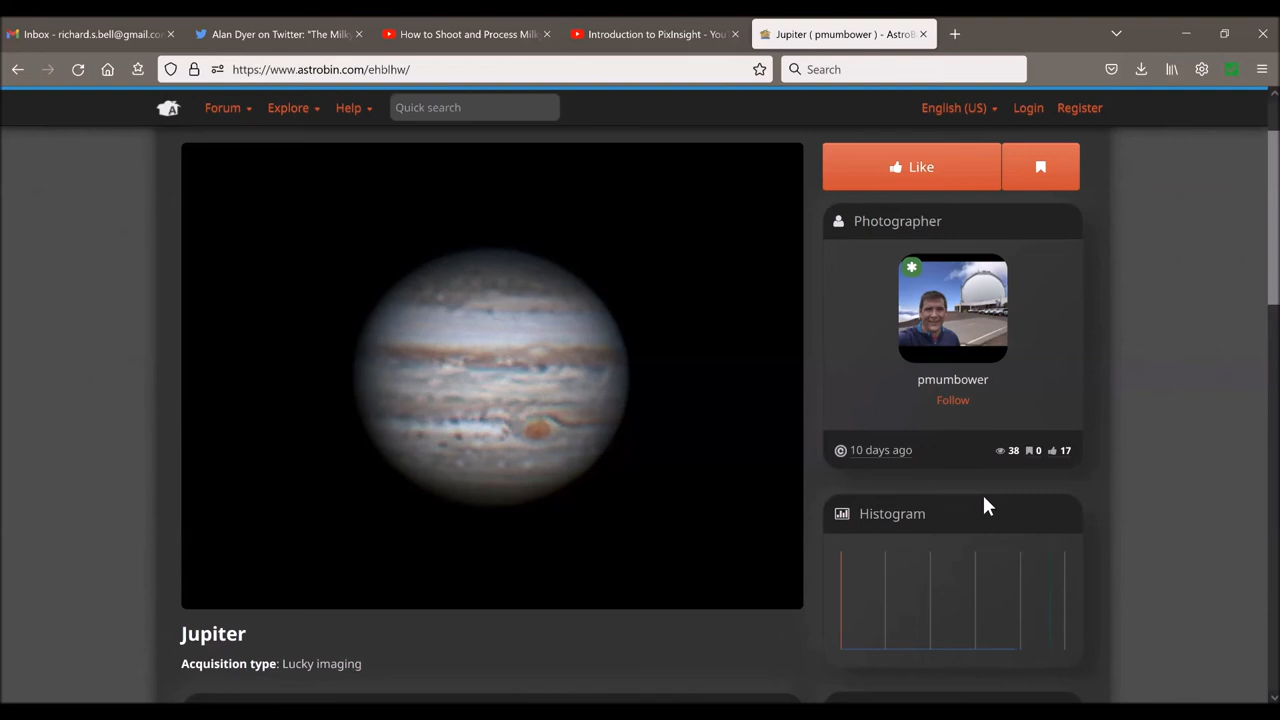 Inbox - richard.s.bell@gmail.co
Alan Dyer on Twitter: "The Milky
How to Shoot and Process Milk
Introduction to PixInsight - You
Jupiter ( pmumbower ) - AstroB
https://www.astrobin.com/ehblhw/
Search
Forum
Explore
Help
Quick search
English (US)
Login
Register
Like
Photographer
pmumbower
Follow
10 days ago
38
0
17
Histogram
Jupiter
Acquisition type: Lucky imaging